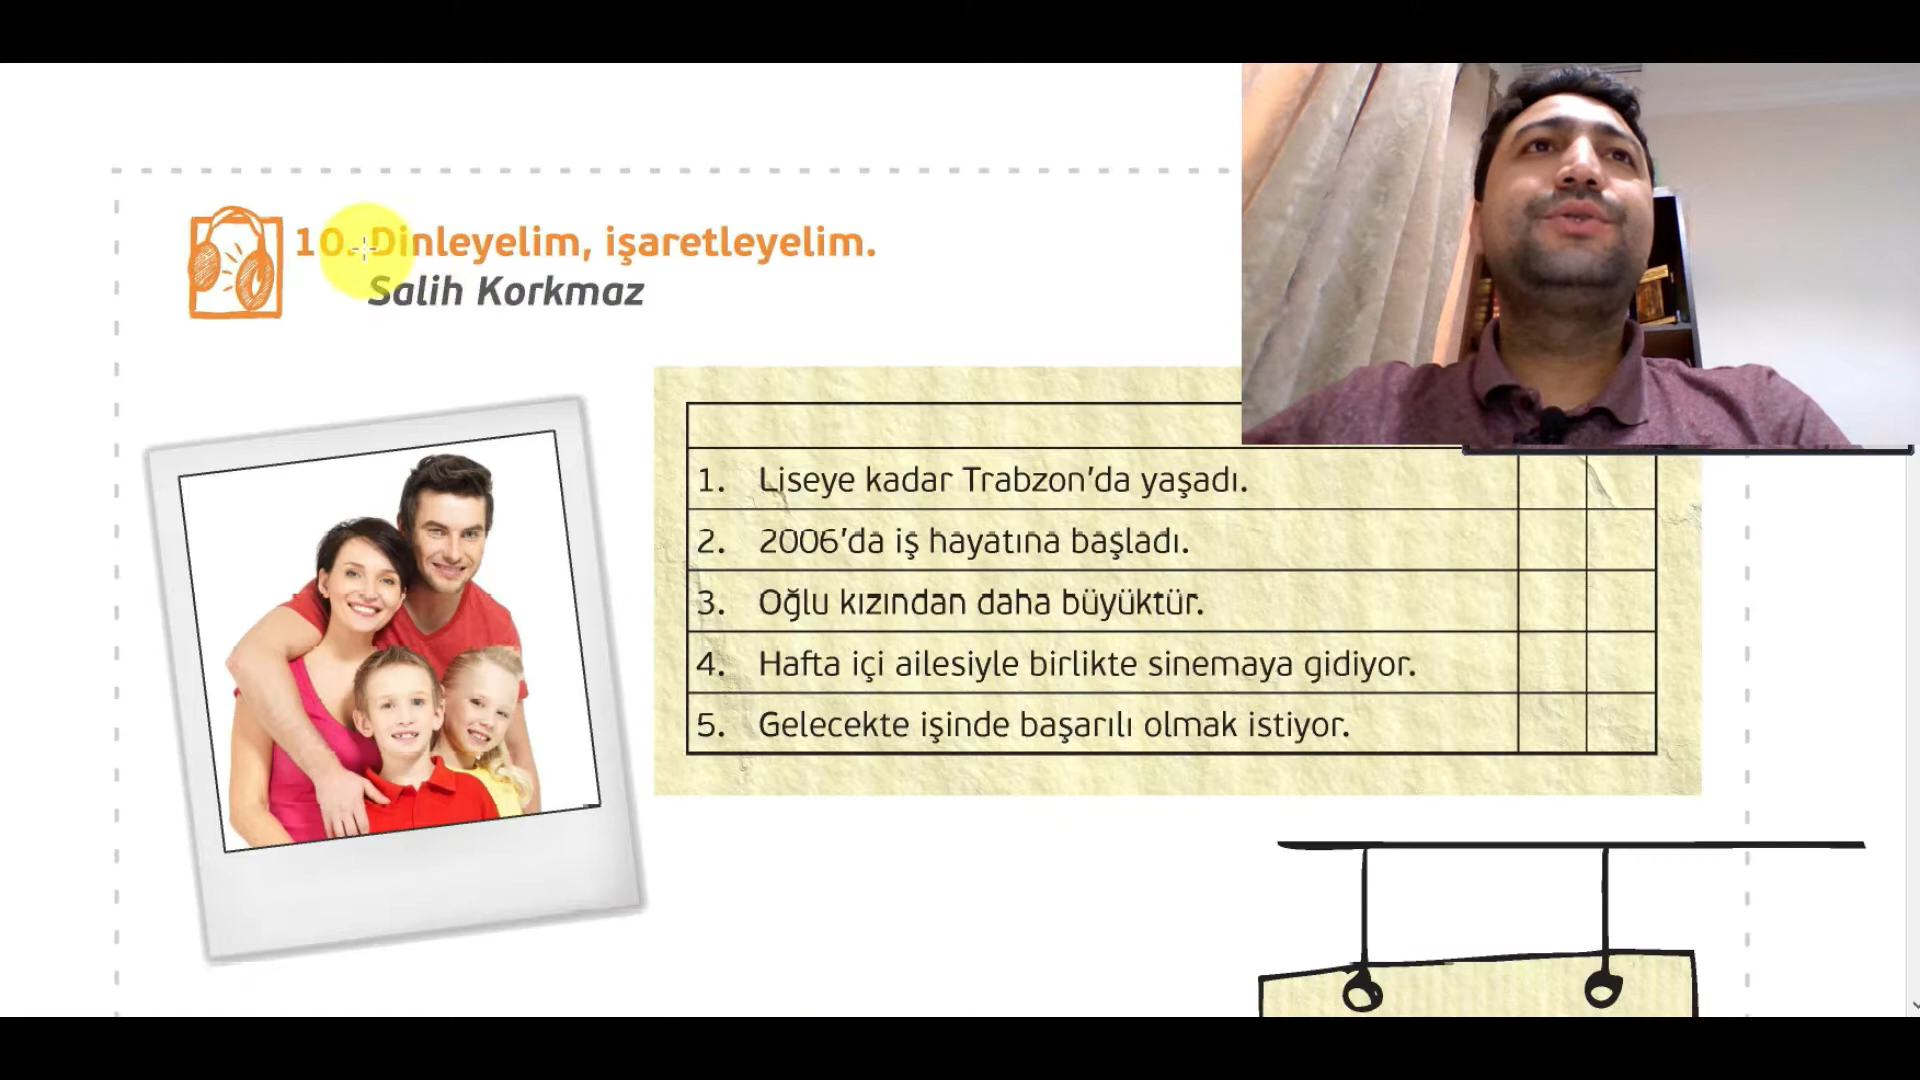 10. Dinleyelim, işaretleyelim.
Salih Korkmaz
1. Liseye kadar Trabzon'da yaşadı.
2. 2006'da iş hayatına başladı.
3. Oğlu kızından daha büyüktür.
4. Hafta içi ailesiyle birlikte sinemaya gidiyor.
5. Gelecekte işinde başarılı olmak istiyor.